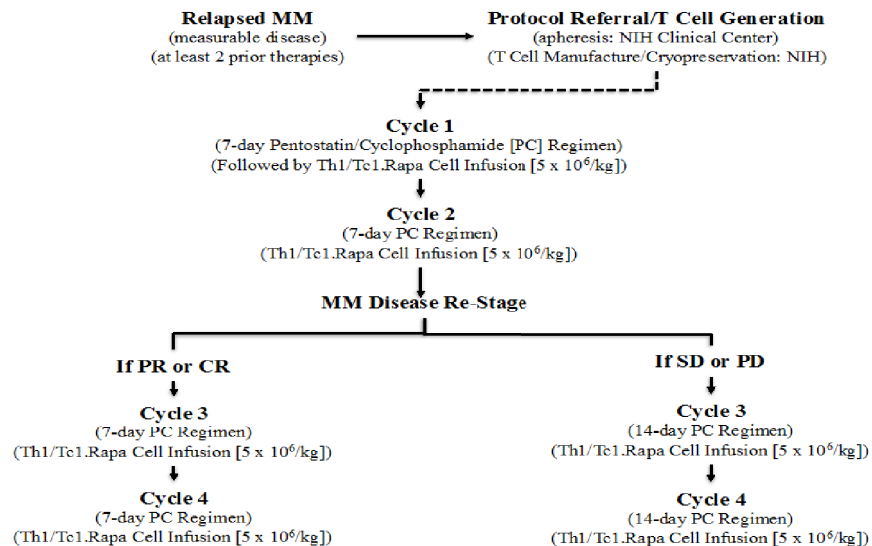 Relapsed MM
(measurable disease)
(at least 2 prior therapies)
Protocol Referral/T Cell Generation
(apheresis: NIH Clinical Center)
(T Cell Manufacture/Cryopreservation: NIH)
Cycle 1
(7-day Pentostatin/Cyclophosphamide [PC] Regimen)
(Followed by Th1/Tc1.Rapa Cell Infusion [5 x 10⁶/kg])
Cycle 2
(7-day PC Regimen)
(Th1/Tc1.Rapa Cell Infusion [5 x 10⁶/kg])
MM Disease Re-Stage
If PR or CR
Cycle 3
(7-day PC Regimen)
(Th1/Tc1.Rapa Cell Infusion [5 x 10⁶/kg])
Cycle 4
(7-day PC Regimen)
(Th1/Tc1.Rapa Cell Infusion [5 x 10⁶/kg])
If SD or PD
Cycle 3
(14-day PC Regimen)
(Th1/Tc1.Rapa Cell Infusion [5 x 10⁶/kg])
Cycle 4
(14-day PC Regimen)
(Th1/Tc1.Rapa Cell Infusion [5 x 10⁶/kg])